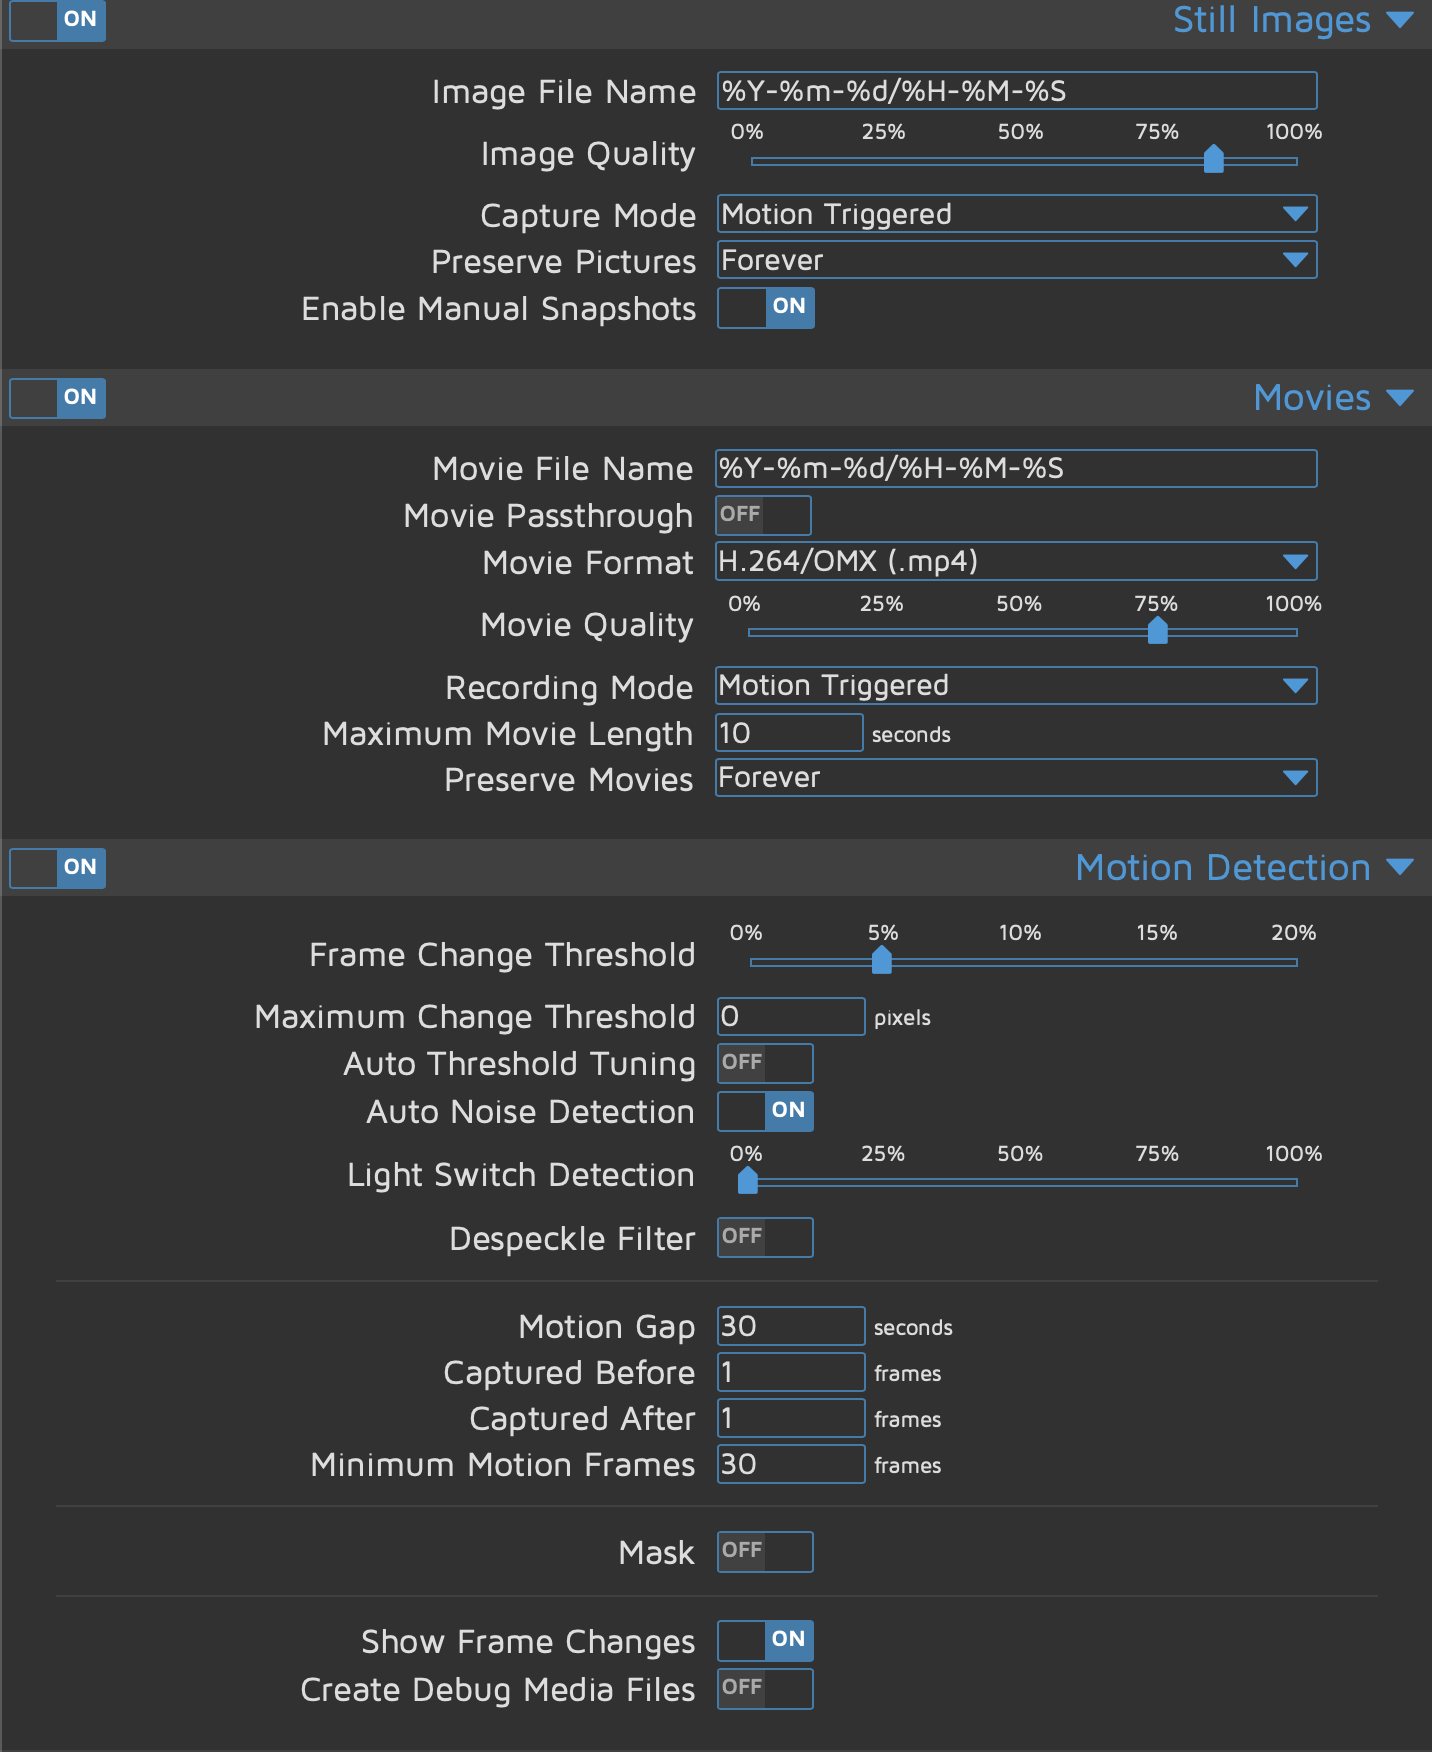 ON Still Images
Image File Name %Y-%m-%d/%H-%M-%S
0% 25% 50% 75% 100%
Image Quality
Capture Mode Motion Triggered
Preserve Pictures Forever
Enable Manual Snapshots ON
ON Movies
Movie File Name %Y-%m-%d/%H-%M-%S
Movie Passthrough OFF
Movie Format H.264/OMX (.mp4)
0% 25% 50% 75% 100%
Movie Quality
Recording Mode Motion Triggered
Maximum Movie Length 10 seconds
Preserve Movies Forever
ON Motion Detection
0% 5% 10% 15% 20%
Frame Change Threshold
Maximum Change Threshold 0 pixels
Auto Threshold Tuning OFF
Auto Noise Detection ON
0% 25% 50% 75% 100%
Light Switch Detection
Despeckle Filter OFF
Motion Gap 30 seconds
Captured Before 1 frames
Captured After 1 frames
Minimum Motion Frames 30 frames
Mask OFF
Show Frame Changes ON
Create Debug Media Files OFF